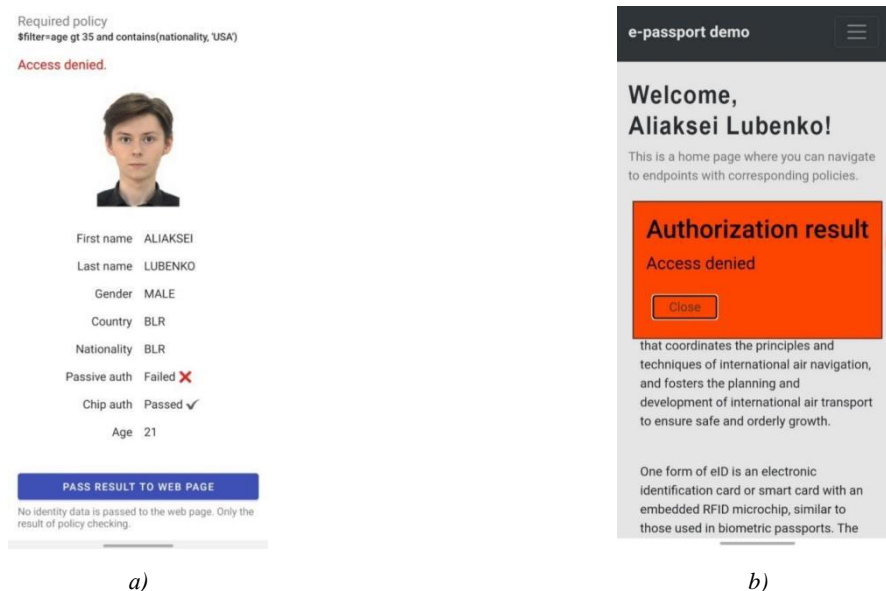 Required policy
$filter=age gt 35 and contains(nationality, 'USA')
Access denied.
First name ALIAKSEI
Last name LUBENKO
Gender MALE
Country BLR
Nationality BLR
Passive auth Failed ❌
Chip auth Passed ✓
Age 21
PASS RESULT TO WEB PAGE
No identity data is passed to the web page. Only the
result of policy checking.
a)
e-passport demo
Welcome,
Aliaksei Lubenko!
This is a home page where you can navigate
to endpoints with corresponding policies.
Authorization result
Access denied
Close
that coordinates the principles and
techniques of international air navigation,
and fosters the planning and
development of international air transport
to ensure safe and orderly growth.
One form of eID is an electronic
identification card or smart card with an
embedded RFID microchip, similar to
those used in biometric passports. The
b)